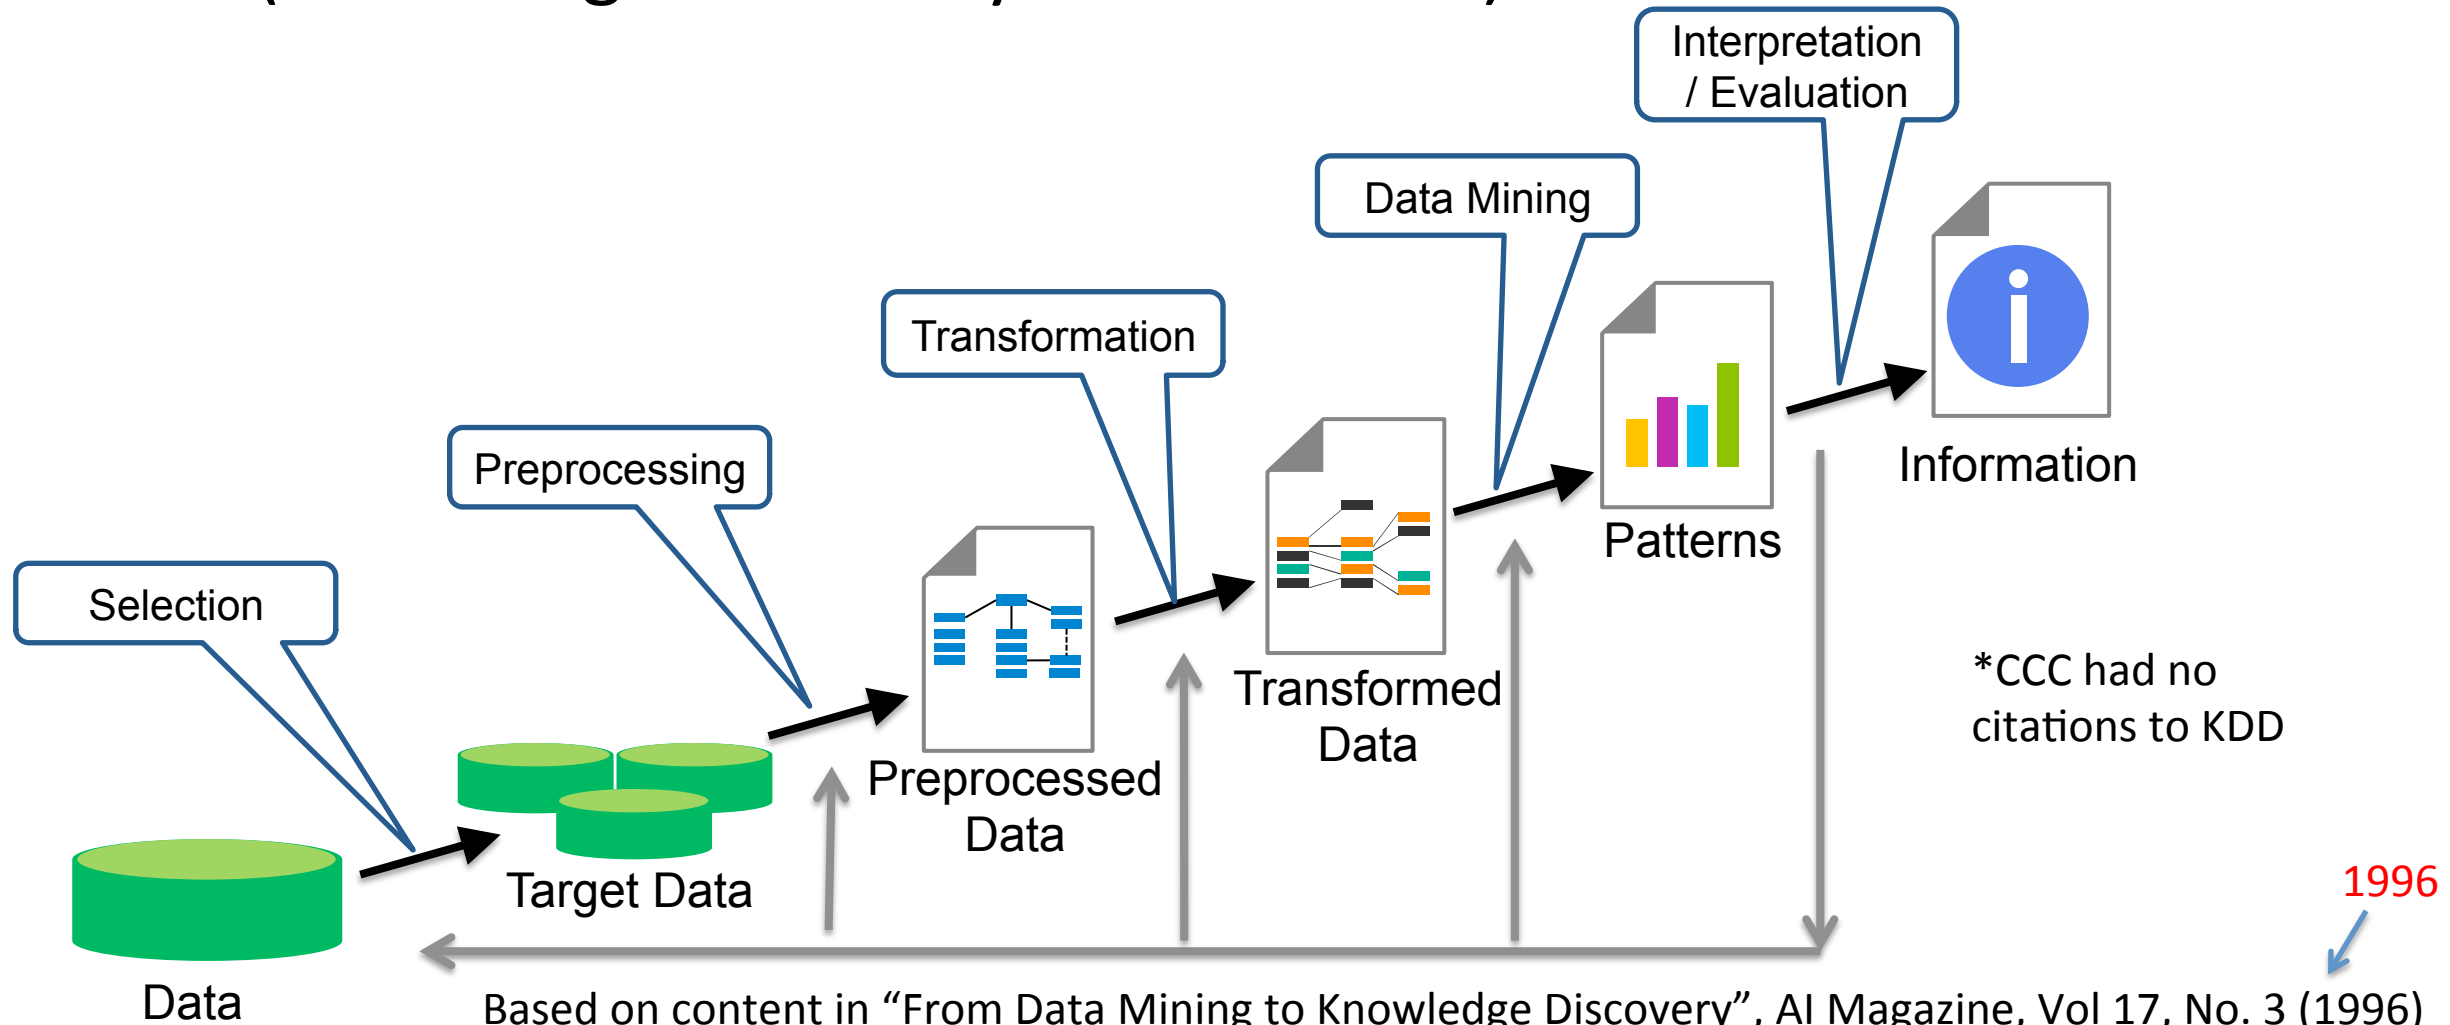 Interpretation
/ Evaluation
Data Mining
Transformation
Preprocessing
Selection
Information
Patterns
Transformed
Data
Preprocessed
Data
Target Data
Data
*CCC had no
citations to KDD
1996
Based on content in “From Data Mining to Knowledge Discovery”, AI Magazine, Vol 17, No. 3 (1996)